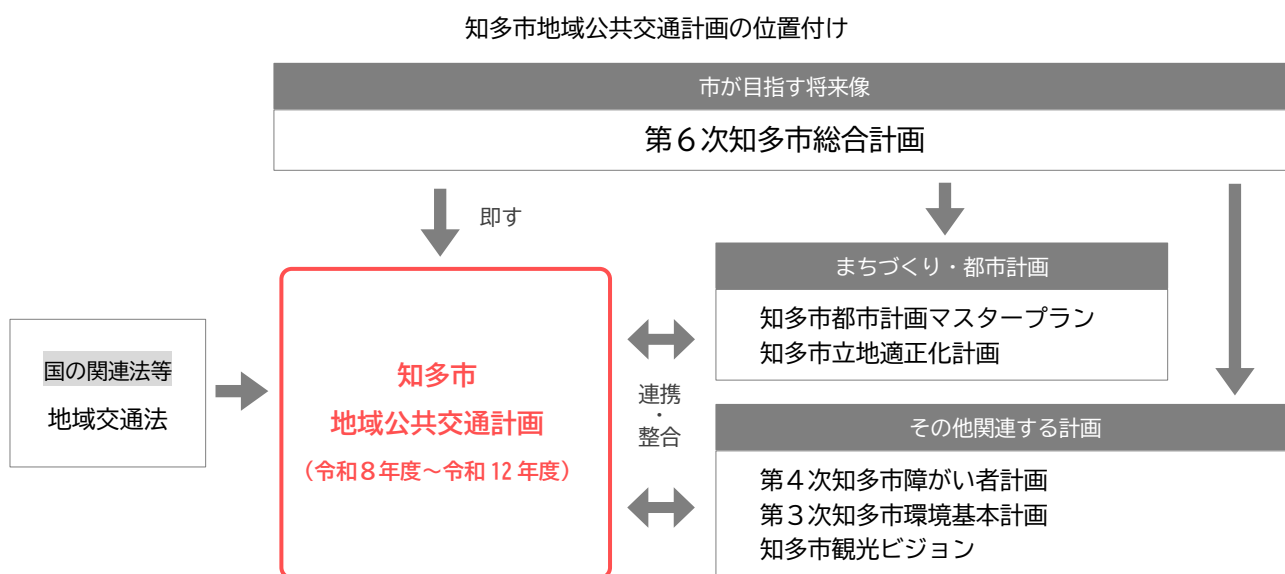 知多市地域公共交通計画の位置付け
市が目指す将来像
第６次知多市総合計画
即す
まちづくり・都市計画
知多市都市計画マスタープラン
知多市立地適正化計画
国の関連法等
地域交通法
知多市
地域公共交通計画
（令和８年度～令和 12 年度）
連携
・
整合
その他関連する計画
第４次知多市障がい者計画
第３次知多市環境基本計画
知多市観光ビジョン